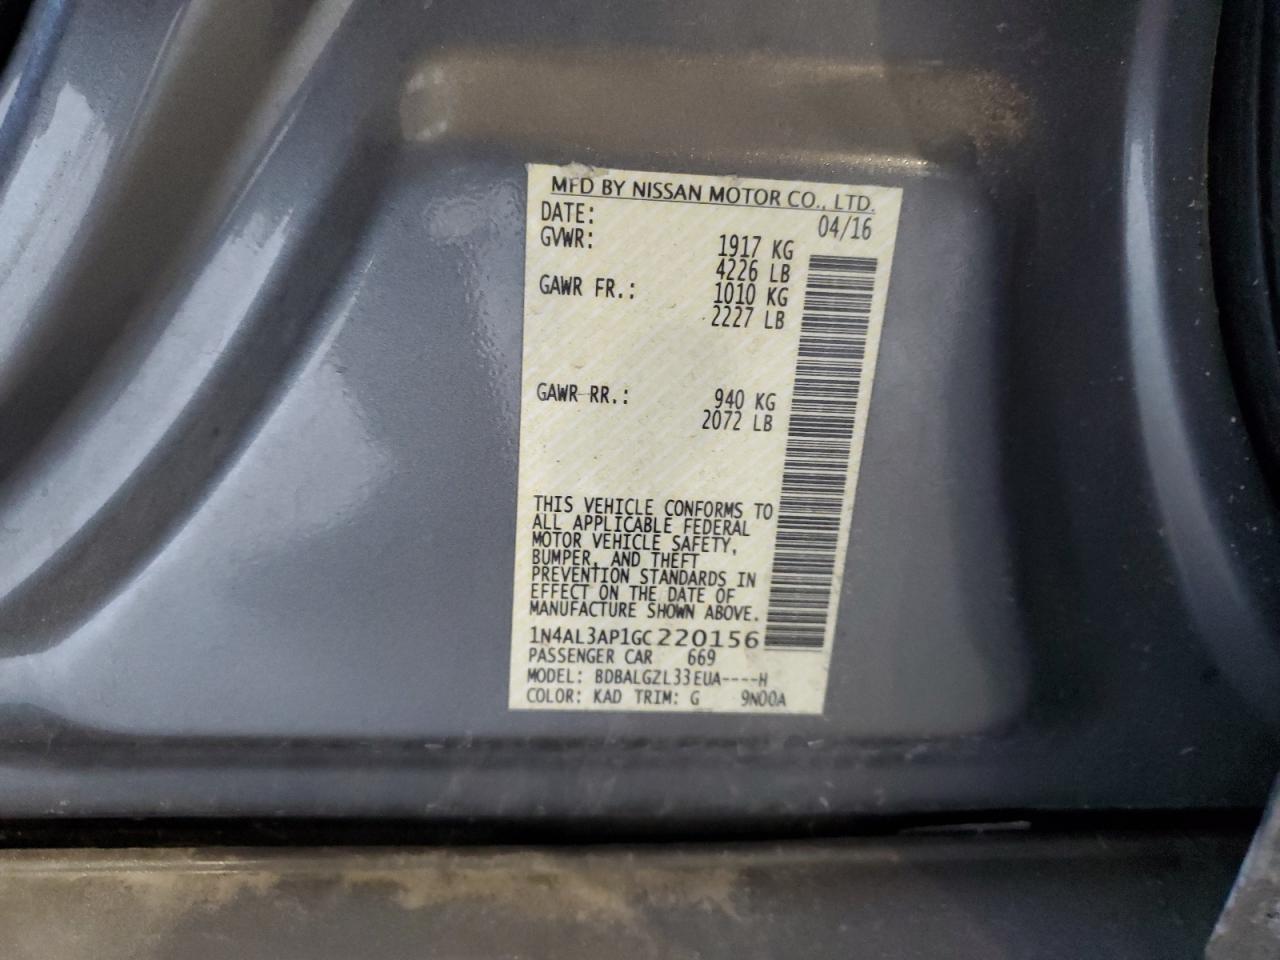 MFD BY NISSAN MOTOR CO., LTD.
DATE: 04/16
GVWR: 1917 KG
4226 LB
GAWR FR.: 1010 KG
2227 LB
GAWR RR.: 940 KG
2072 LB
THIS VEHICLE CONFORMS TO
ALL APPLICABLE FEDERAL
MOTOR VEHICLE SAFETY,
BUMPER, AND THEFT
PREVENTION STANDARDS IN
EFFECT ON THE DATE OF
MANUFACTURE SHOWN ABOVE.
1N4AL3AP1GC220156
PASSENGER CAR 669
MODEL: BDBALGZL33EUA----H
COLOR: KAD TRIM: G 9N00A